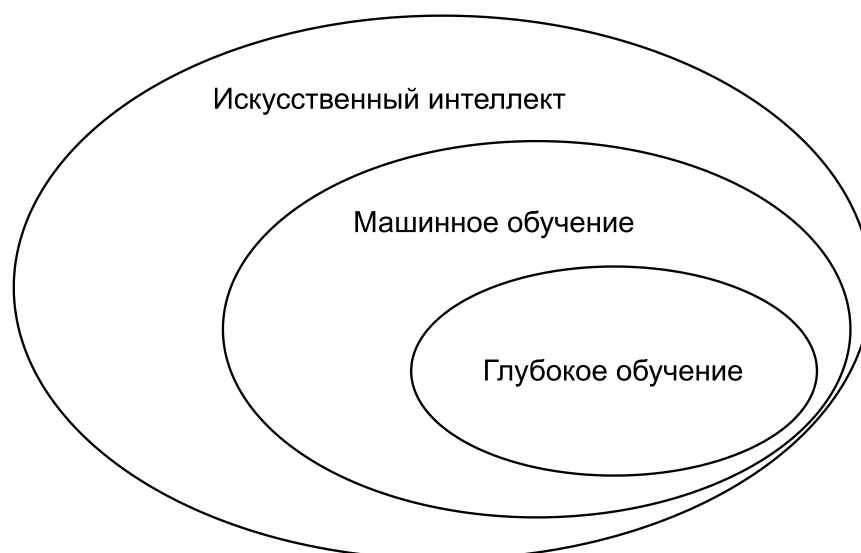 Искусственный интеллект
Машинное обучение
Глубокое обучение